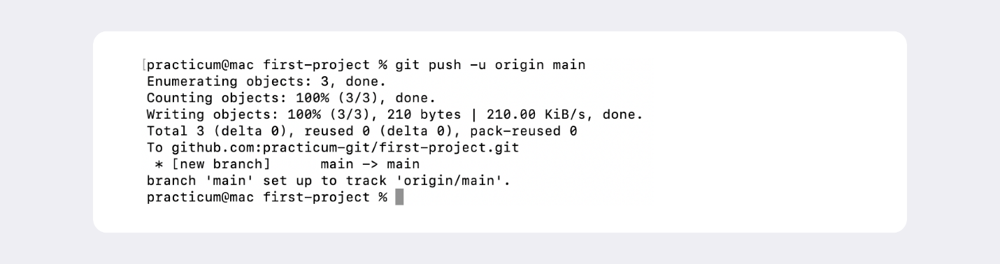 [practicum@mac first-project % git push -u origin main
Enumerating objects: 3, done.
Counting objects: 100% (3/3), done.
Writing objects: 100% (3/3), 210 bytes | 210.00 KiB/s, done.
Total 3 (delta 0), reused 0 (delta 0), pack-reused 0
To github.com:practicum-git/first-project.git
 * [new branch]      main -> main
branch 'main' set up to track 'origin/main'.
practicum@mac first-project %